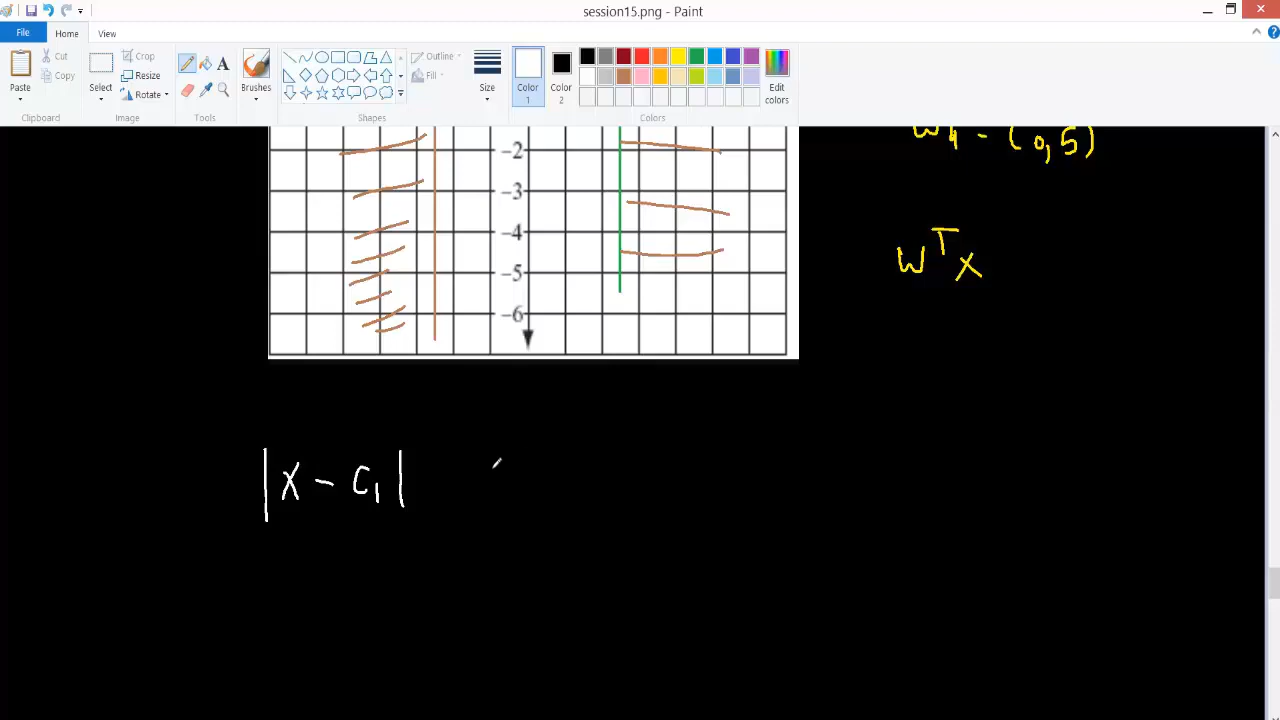 session15.png - Paint
File Home View
Paste
Cut
Copy
Clipboard
Select
Crop
Resize
Rotate
Image
Tools
Brushes
Outline
Fill
Shapes
Size
Color 1
Color 2
Edit colors
Colors
-2
-3
-4
-5
-6
w4 - (0,5)
w^T x
|x - c1|